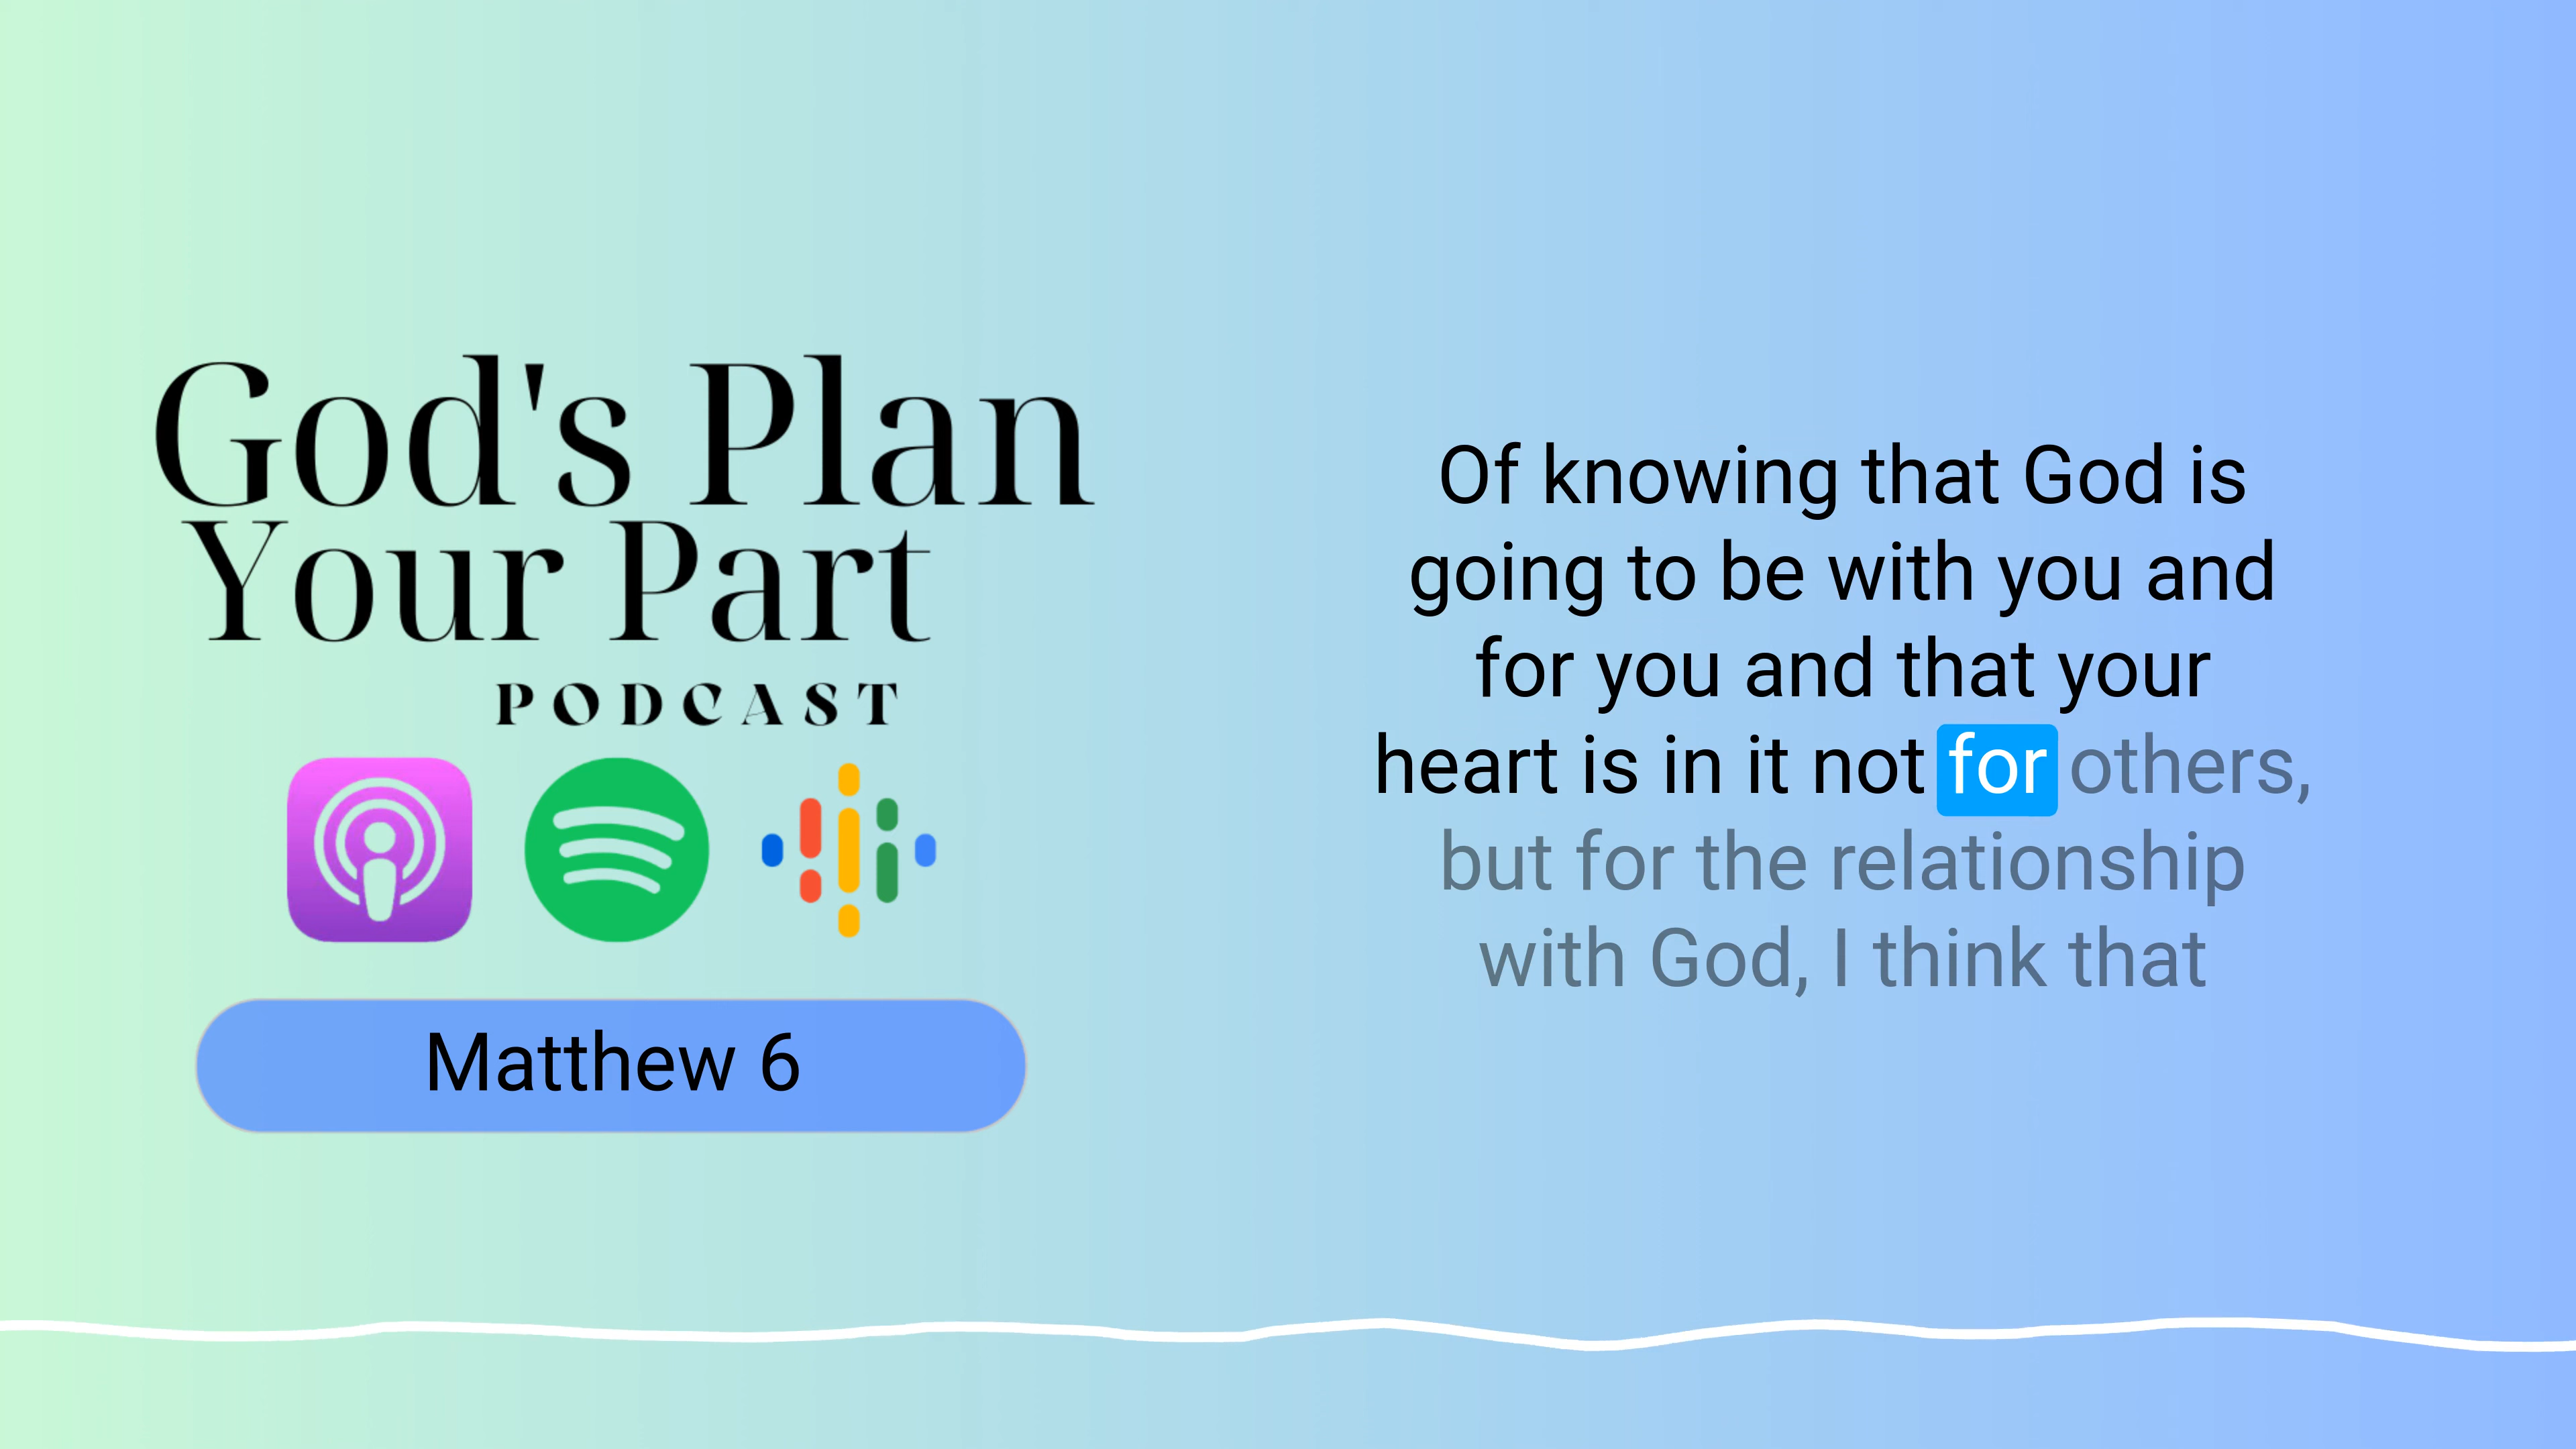 God's Plan
Your Part
PODCAST
Matthew 6
Of knowing that God is
going to be with you and
for you and that your
heart is in it not for others,
but for the relationship
with God, I think that